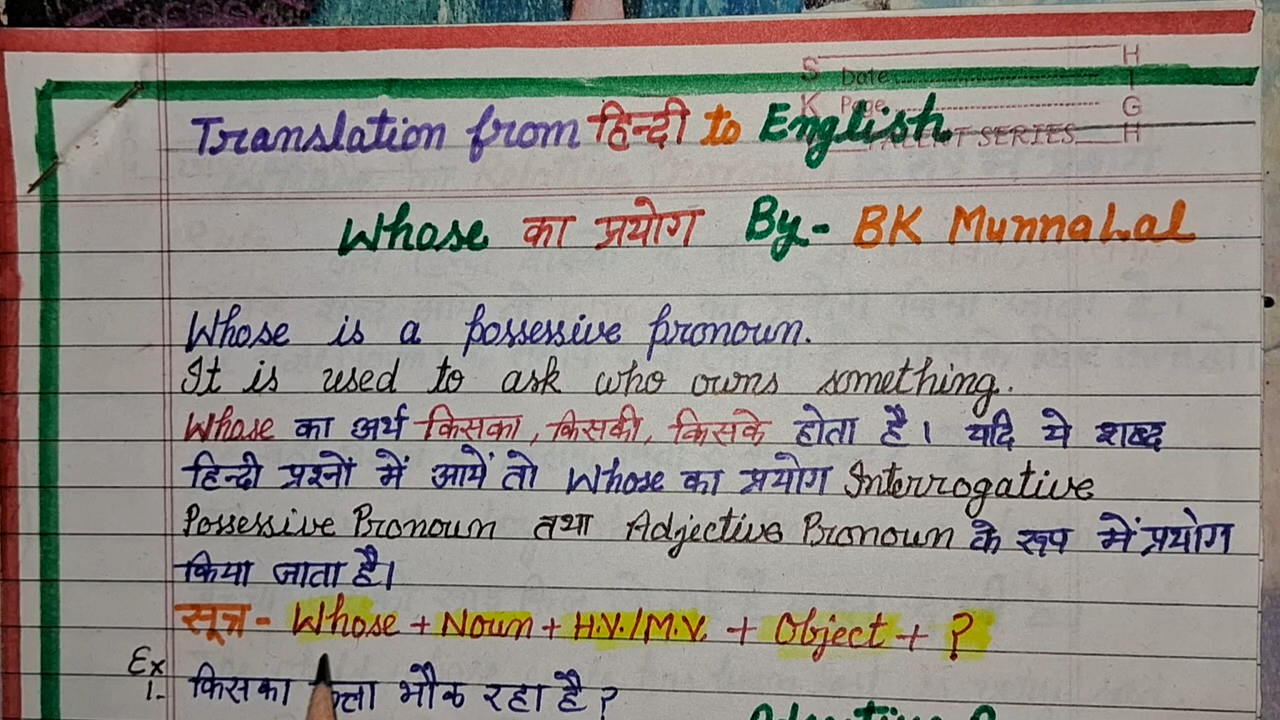 S H
Date I
K Page G
TALENT SERIES H
Translation from हिन्दी to English
Whose का प्रयोग By- BK Munna Lal
Whose is a possessive pronoun.
It is used to ask who owns something.
Whose का अर्थ किसका, किसकी, किसके होता है। यदि ये शब्द
हिन्दी प्रश्नों में आयें तो Whose का प्रयोग Interrogative
Possessive Pronoun तथा Adjective Pronoun के रूप में प्रयोग
किया जाता है।
सूत्र - Whose + Noun + H.V./M.V. + Object + ?
Ex
1- किसका भौंक रहा है?